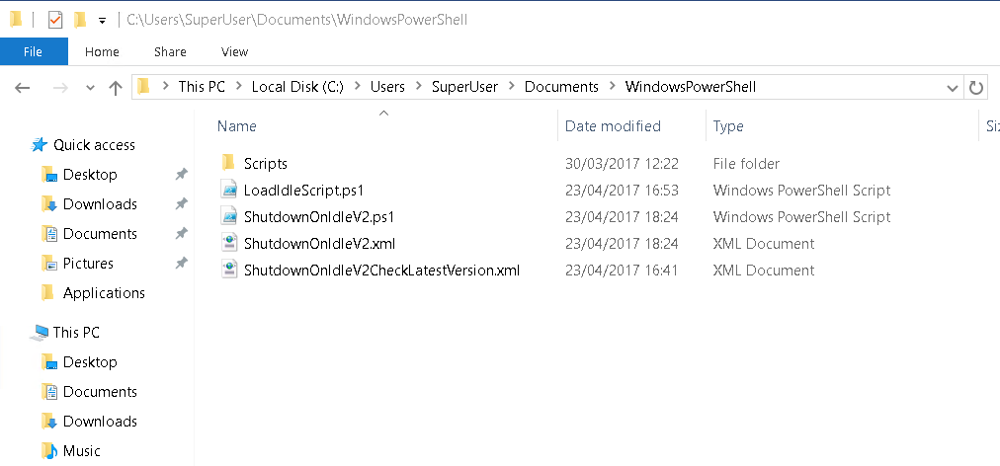 C:\Users\SuperUser\Documents\WindowsPowerShell
File Home Share View
This PC Local Disk (C:) Users SuperUser Documents WindowsPowerShell
Name Date modified Type Si
Quick access
Desktop
Downloads
Documents
Pictures
Applications
This PC
Desktop
Documents
Downloads
Music
Scripts 30/03/2017 12:22 File folder
LoadIdleScript.ps1 23/04/2017 16:53 Windows PowerShell Script
ShutdownOnIdleV2.ps1 23/04/2017 18:24 Windows PowerShell Script
ShutdownOnIdleV2.xml 23/04/2017 18:24 XML Document
ShutdownOnIdleV2CheckLatestVersion.xml 23/04/2017 16:41 XML Document